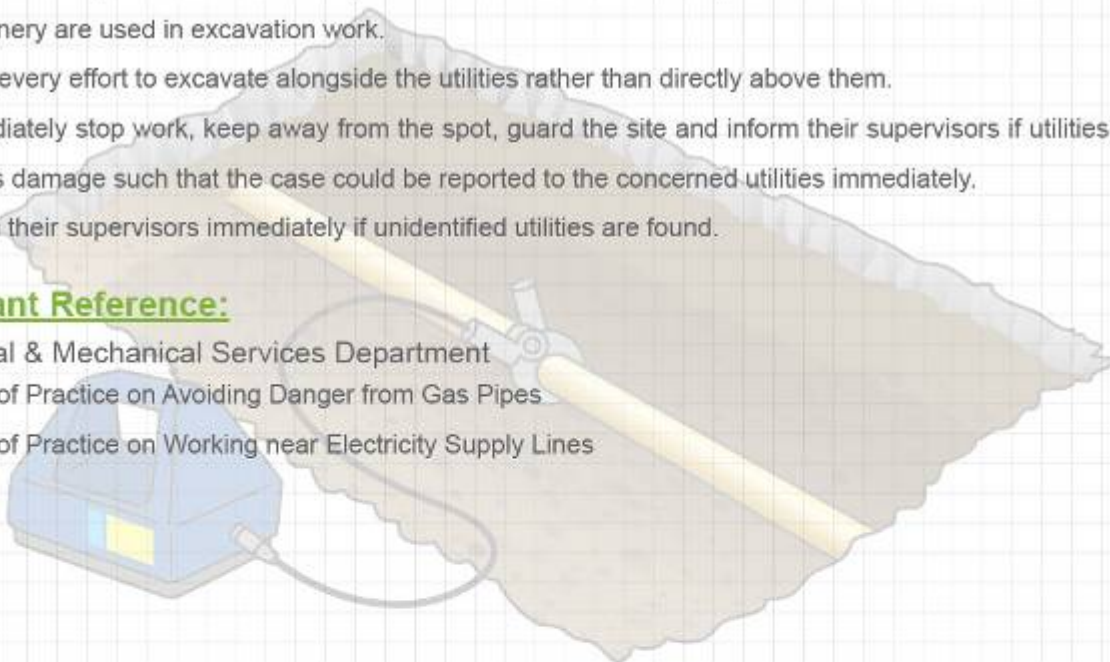 nery are used in excavation work.
every effort to excavate alongside the utilities rather than directly above them.
diately stop work, keep away from the spot, guard the site and inform their supervisors if utilities
s damage such that the case could be reported to the concerned utilities immediately.
their supervisors immediately if unidentified utilities are found.
ant Reference:
al & Mechanical Services Department
of Practice on Avoiding Danger from Gas Pipes
of Practice on Working near Electricity Supply Lines